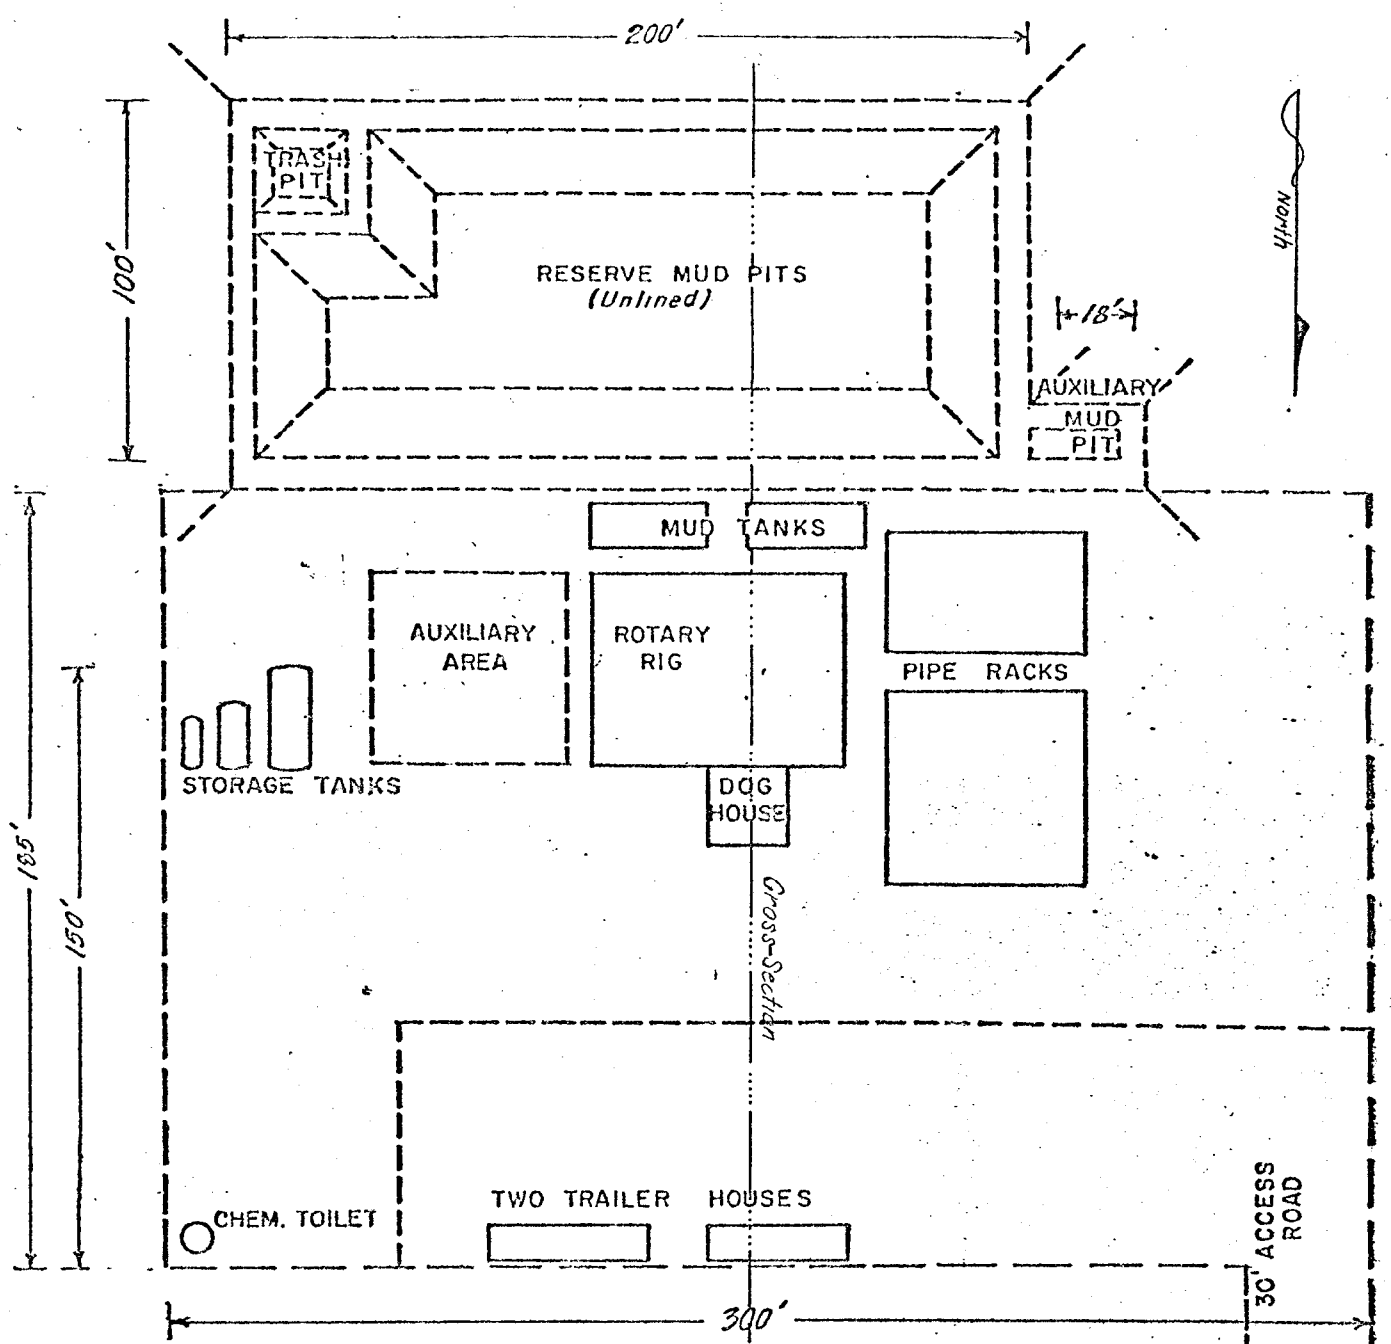 200'
TRASH
PIT
100'
RESERVE MUD PITS
(Unlined)
North
18'
AUXILIARY
MUD
PIT
MUD TANKS
AUXILIARY
AREA
ROTARY
RIG
PIPE RACKS
STORAGE TANKS
DOG
HOUSE
185'
150'
Cross-Section
TWO TRAILER HOUSES
CHEM. TOILET
30' ACCESS
ROAD
300'